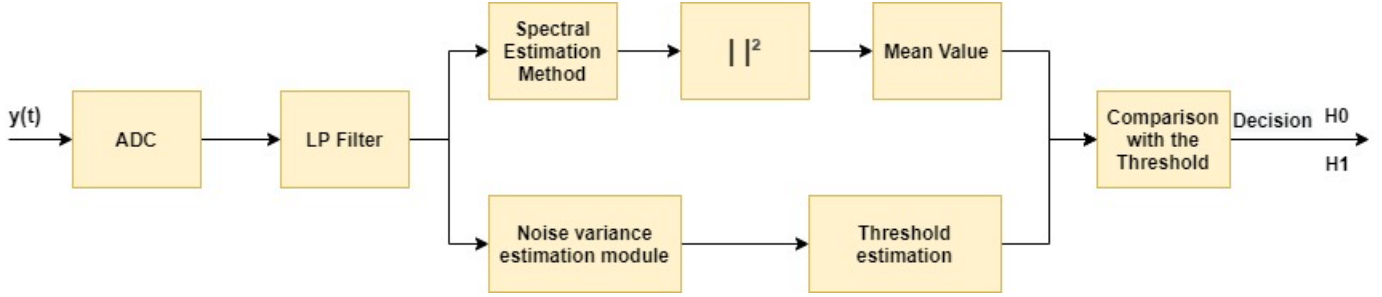 y(t)
ADC
LP Filter
Spectral
Estimation
Method
| |²
Mean Value
Noise variance
estimation module
Threshold
estimation
Comparison
with the
Threshold
Decision
H0
H1